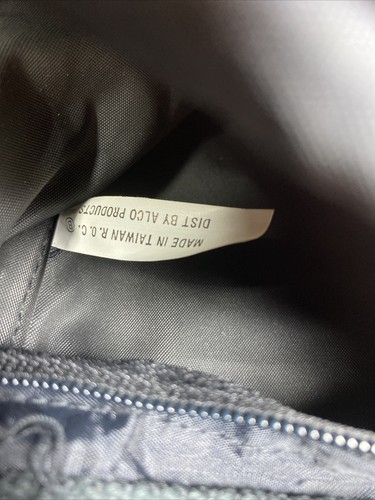 MADE IN TAIWAN R.O.C. ©
DIST BY ALCO PRODUCTS